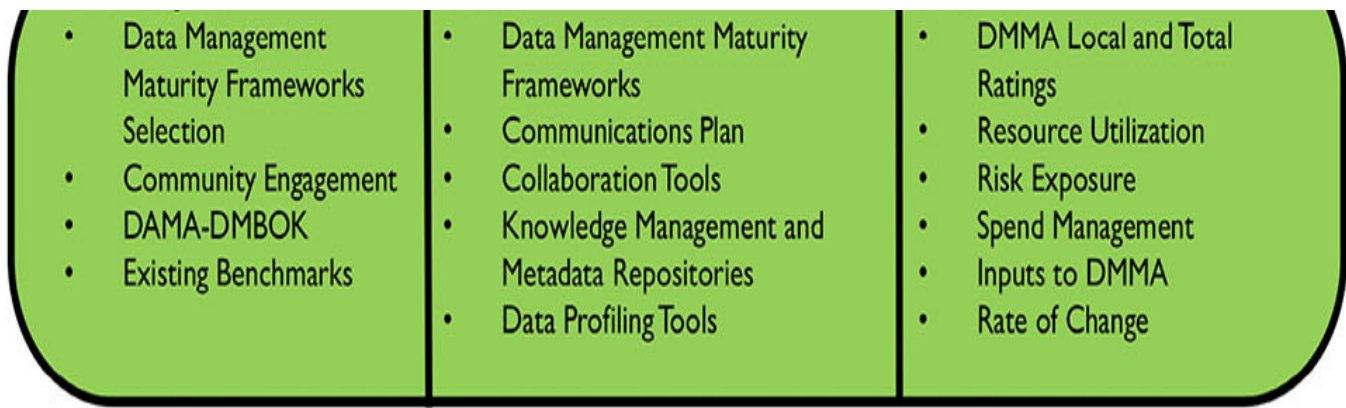 • Data Management
Maturity Frameworks
Selection
• Community Engagement
• DAMA-DMBOK
• Existing Benchmarks
• Data Management Maturity
Frameworks
• Communications Plan
• Collaboration Tools
• Knowledge Management and
Metadata Repositories
• Data Profiling Tools
• DMMA Local and Total
Ratings
• Resource Utilization
• Risk Exposure
• Spend Management
• Inputs to DMMA
• Rate of Change